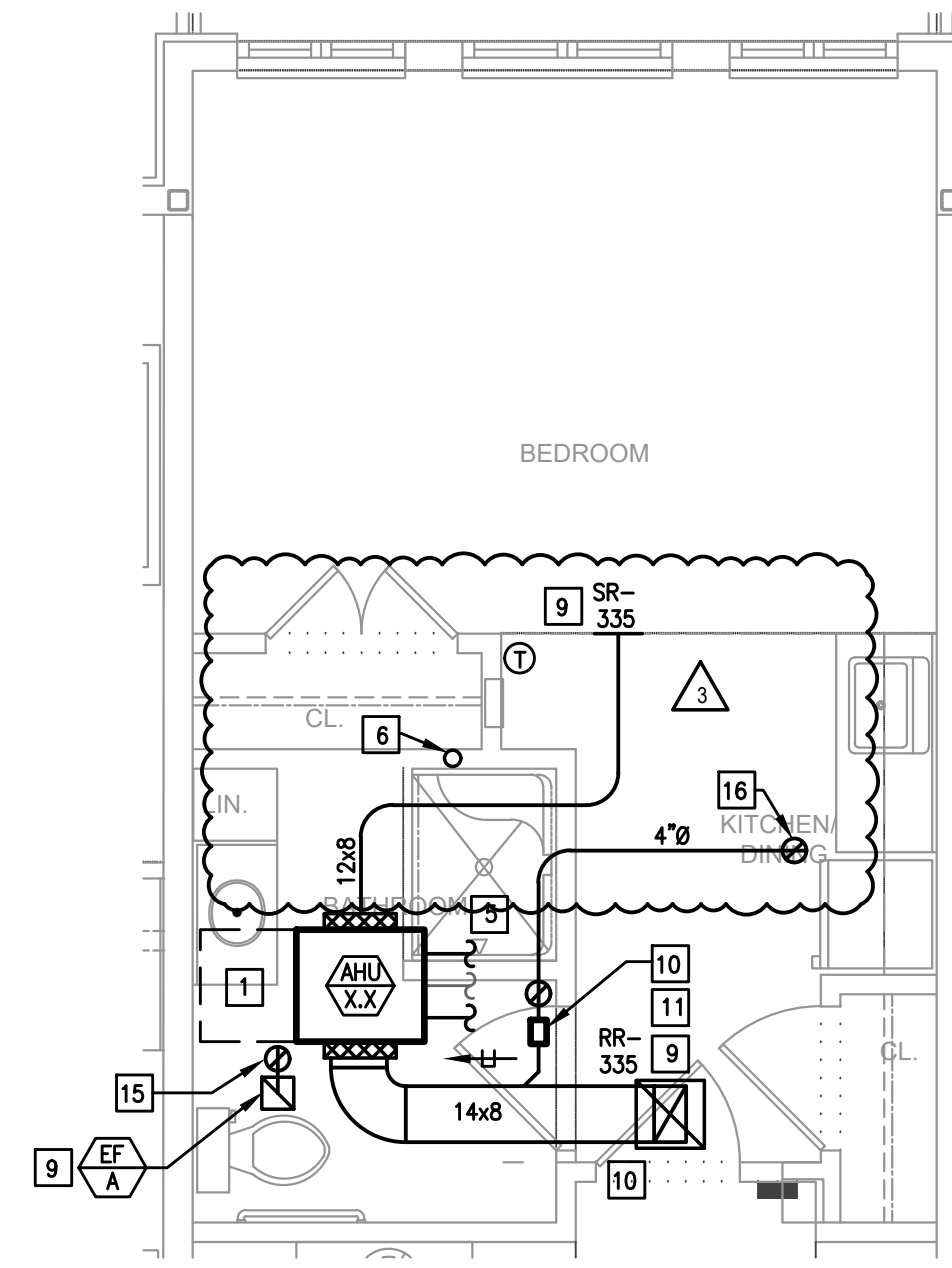 BEDROOM
9
SR-
335
T
3
CL.
6
16
LIN.
KITCHEN/
DINING
4"Ø
12x8
BATHROOM
5
1
AHU
X.X
10
11
RR-
335
9
CL.
15
14x8
9
EF
A
10